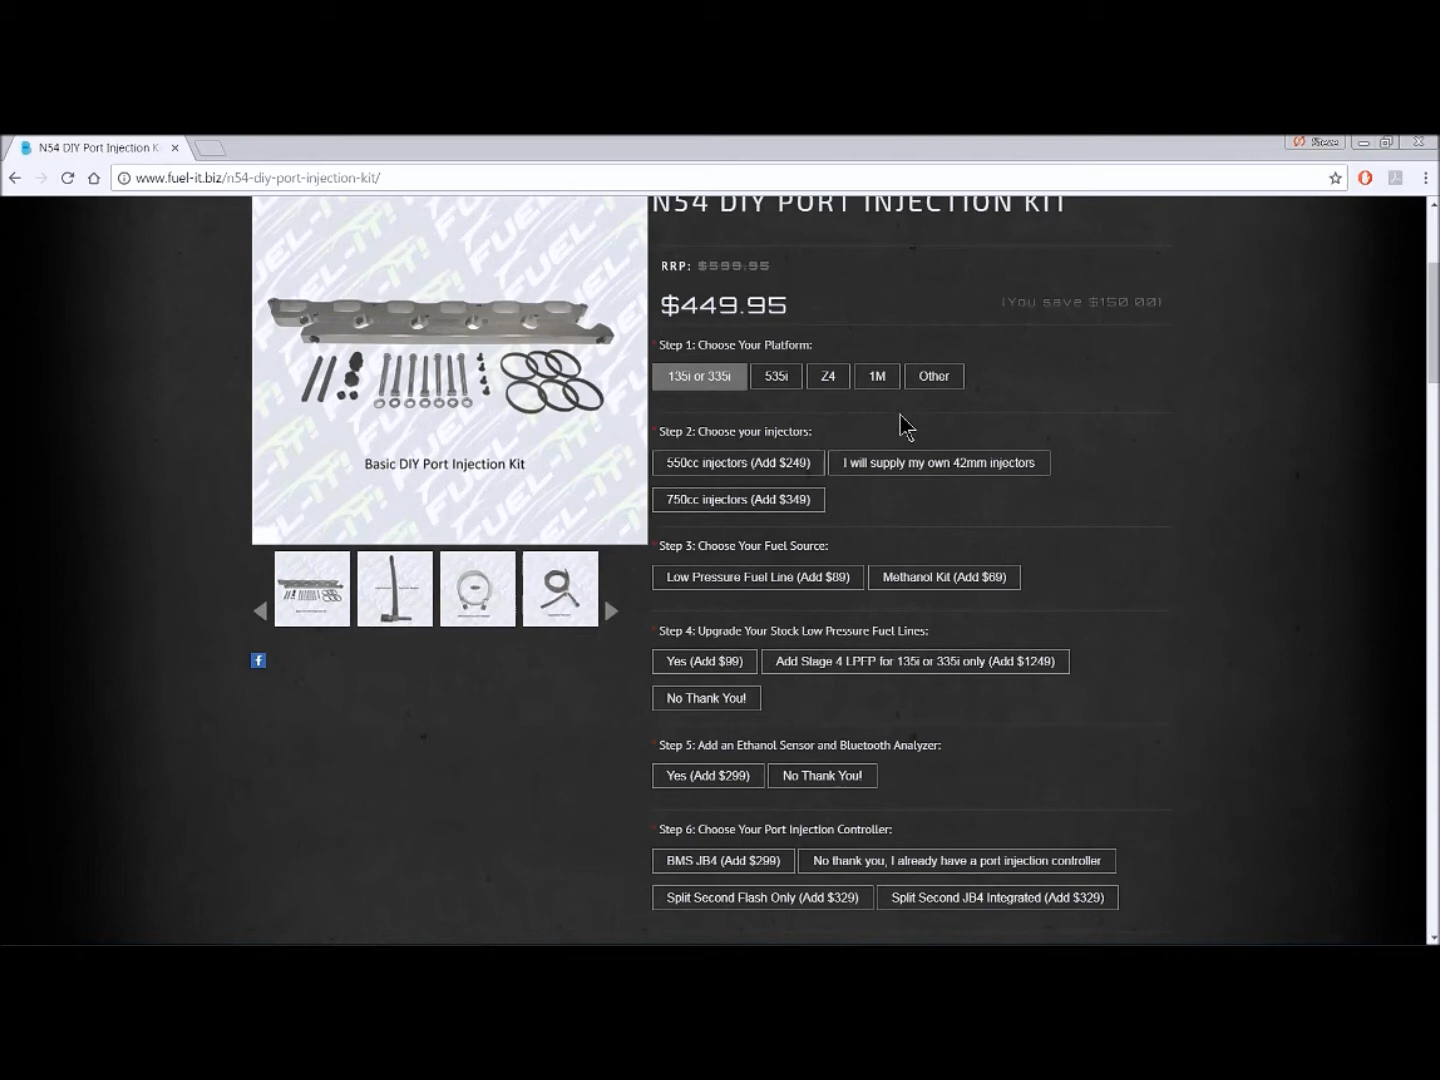 N54 DIY Port Injection K
www.fuel-it.biz/n54-diy-port-injection-kit/
N54 DIY PORT INJECTION KIT
RRP: $599.95
$449.95
(You save $150.00)
* Step 1: Choose Your Platform:
135i or 335i
535i
Z4
1M
Other
* Step 2: Choose your injectors:
550cc injectors (Add $249)
I will supply my own 42mm injectors
750cc injectors (Add $349)
* Step 3: Choose Your Fuel Source:
Low Pressure Fuel Line (Add $89)
Methanol Kit (Add $69)
* Step 4: Upgrade Your Stock Low Pressure Fuel Lines:
Yes (Add $99)
Add Stage 4 LPFP for 135i or 335i only (Add $1249)
No Thank You!
* Step 5: Add an Ethanol Sensor and Bluetooth Analyzer:
Yes (Add $299)
No Thank You!
* Step 6: Choose Your Port Injection Controller:
BMS JB4 (Add $299)
No thank you, I already have a port injection controller
Split Second Flash Only (Add $329)
Split Second JB4 Integrated (Add $329)
FUEL-IT!
Basic DIY Port Injection Kit
f